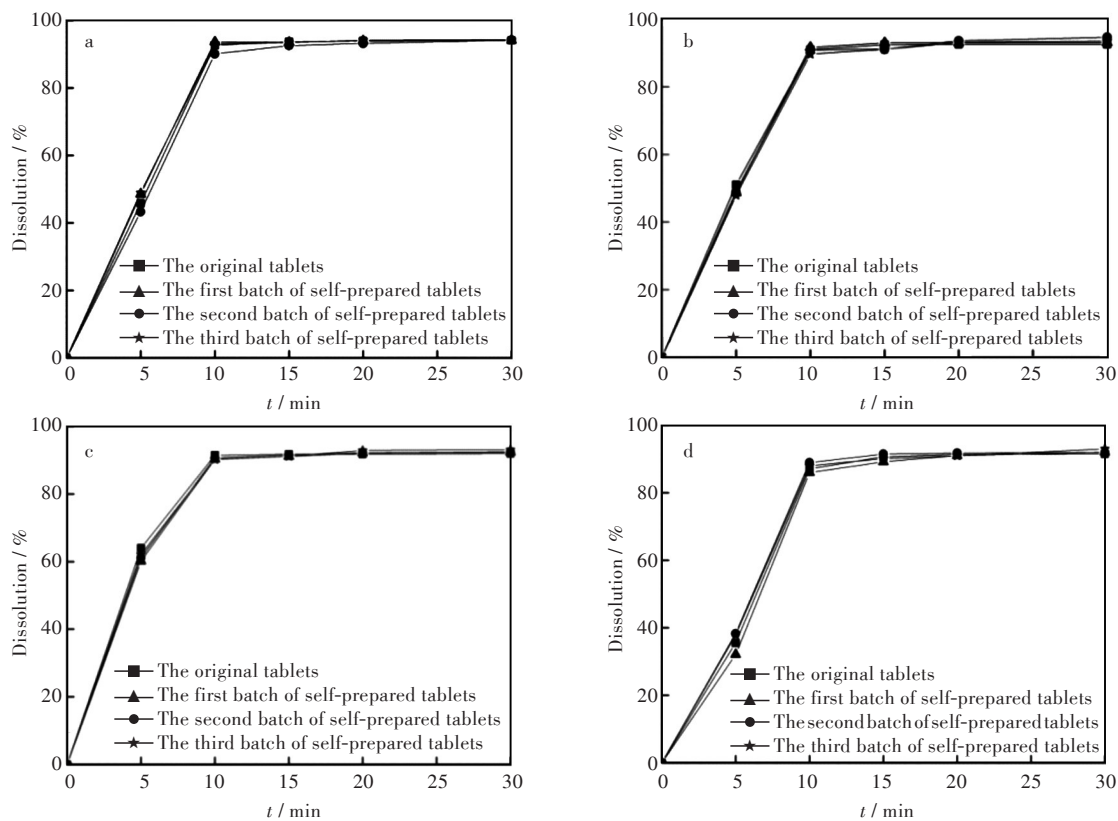 100
80
60
40
20
0
Dissolution / %
a
The original tablets
The first batch of self-prepared tablets
The second batch of self-prepared tablets
The third batch of self-prepared tablets
0 5 10 15 20 25 30
t / min
100
80
60
40
20
0
Dissolution / %
b
The original tablets
The first batch of self-prepared tablets
The second batch of self-prepared tablets
The third batch of self-prepared tablets
0 5 10 15 20 25 30
t / min
100
80
60
40
20
0
Dissolution / %
c
The original tablets
The first batch of self-prepared tablets
The second batch of self-prepared tablets
The third batch of self-prepared tablets
0 5 10 15 20 25 30
t / min
100
80
60
40
20
0
Dissolution / %
d
The original tablets
The first batch of self-prepared tablets
The second batch of self-prepared tablets
The third batch of self-prepared tablets
0 5 10 15 20 25 30
t / min